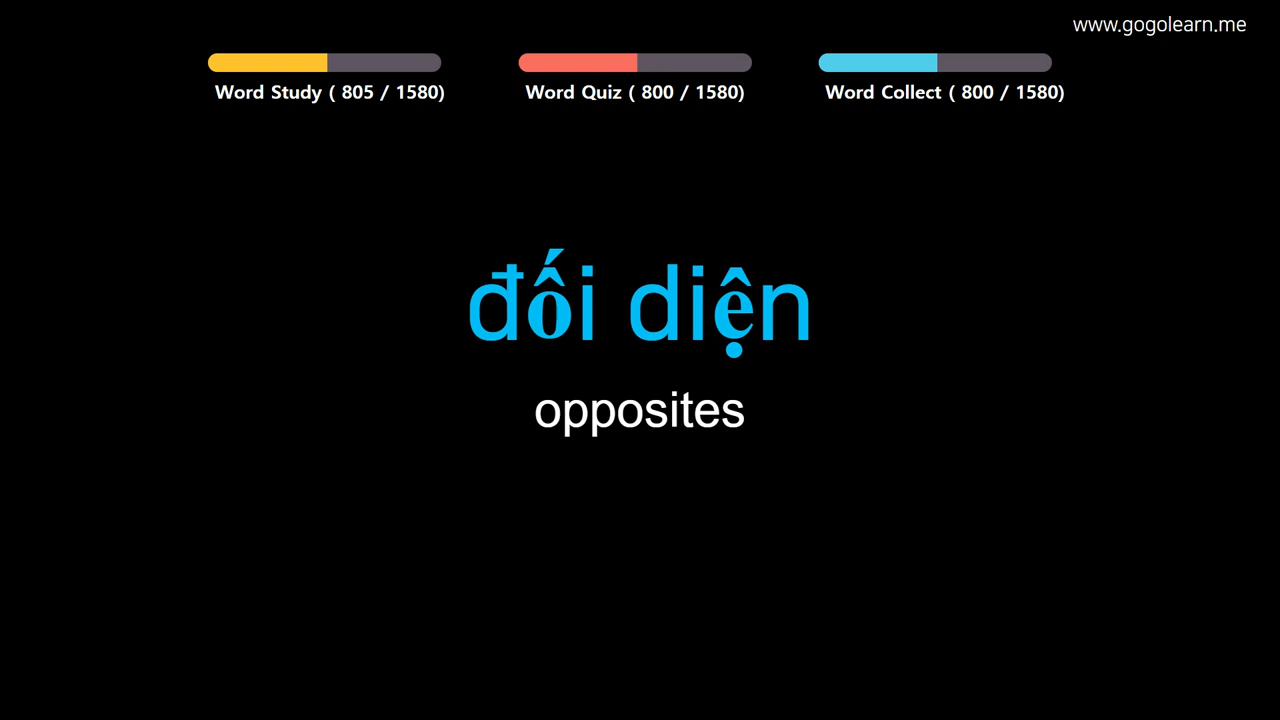 www.gogolearn.me
Word Study ( 805 / 1580)
Word Quiz ( 800 / 1580)
Word Collect ( 800 / 1580)
đối diện
opposites